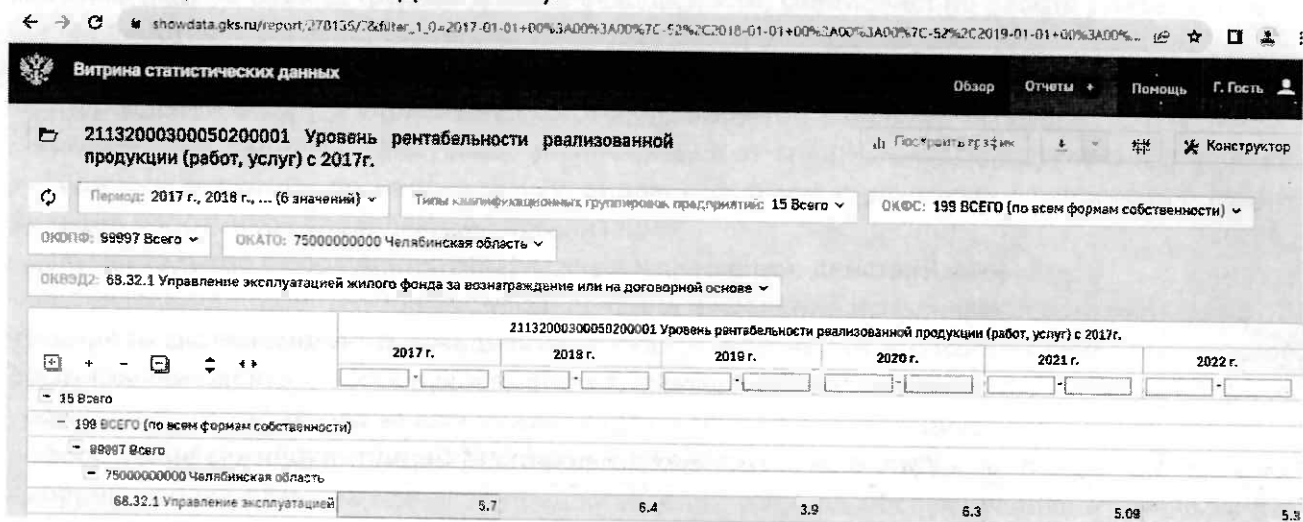 showdata.gks.ru/report/278136/?&filter_1_0=2017-01-01+00%3A00%3A00%7C-52%2C2018-01-01+00%3A00%3A00%7C-52%2C2019-01-01+00%3A00%...
Витрина статистических данных
Обзор Отчеты + Помощь Г. Гость
21132000300050200001 Уровень рентабельности реализованной
продукции (работ, услуг) с 2017г.
Построить график
Конструктор
Период: 2017 г., 2018 г., ... (6 значений) Типы квалификационных группировок предприятий: 15 Всего ОКФС: 199 ВСЕГО (по всем формам собственности)
ОКОПФ: 99997 Всего ОКАТО: 75000000000 Челябинская область
ОКВЭД2: 68.32.1 Управление эксплуатацией жилого фонда за вознаграждение или на договорной основе
21132000300050200001 Уровень рентабельности реализованной продукции (работ, услуг) с 2017г.
2017 г. 2018 г. 2019 г. 2020 г. 2021 г. 2022 г.
- 15 Всего
- 199 ВСЕГО (по всем формам собственности)
- 99997 Всего
- 75000000000 Челябинская область
68.32.1 Управление эксплуатацией 5.7 6.4 3.9 6.3 5.09 5.3